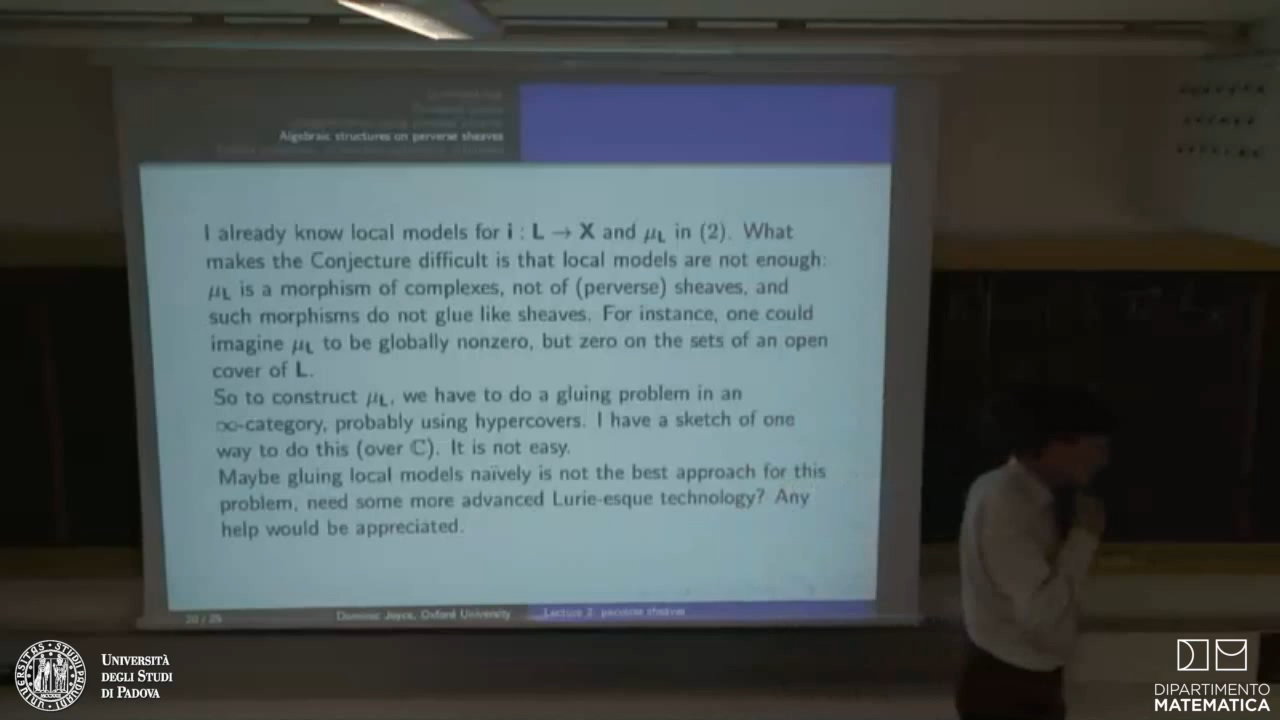 Algebraic structures on perverse sheaves
I already know local models for i : L → X and μL in (2). What
makes the Conjecture difficult is that local models are not enough:
μL is a morphism of complexes, not of (perverse) sheaves, and
such morphisms do not glue like sheaves. For instance, one could
imagine μL to be globally nonzero, but zero on the sets of an open
cover of L.
So to construct μL, we have to do a gluing problem in an
∞-category, probably using hypercovers. I have a sketch of one
way to do this (over ℂ). It is not easy.
Maybe gluing local models naïvely is not the best approach for this
problem, need some more advanced Lurie-esque technology? Any
help would be appreciated.
Dominic Joyce, Oxford University
Lecture 2: perverse sheaves
UNIVERSITÀ
DEGLI STUDI
DI PADOVA
DIPARTIMENTO
MATEMATICA